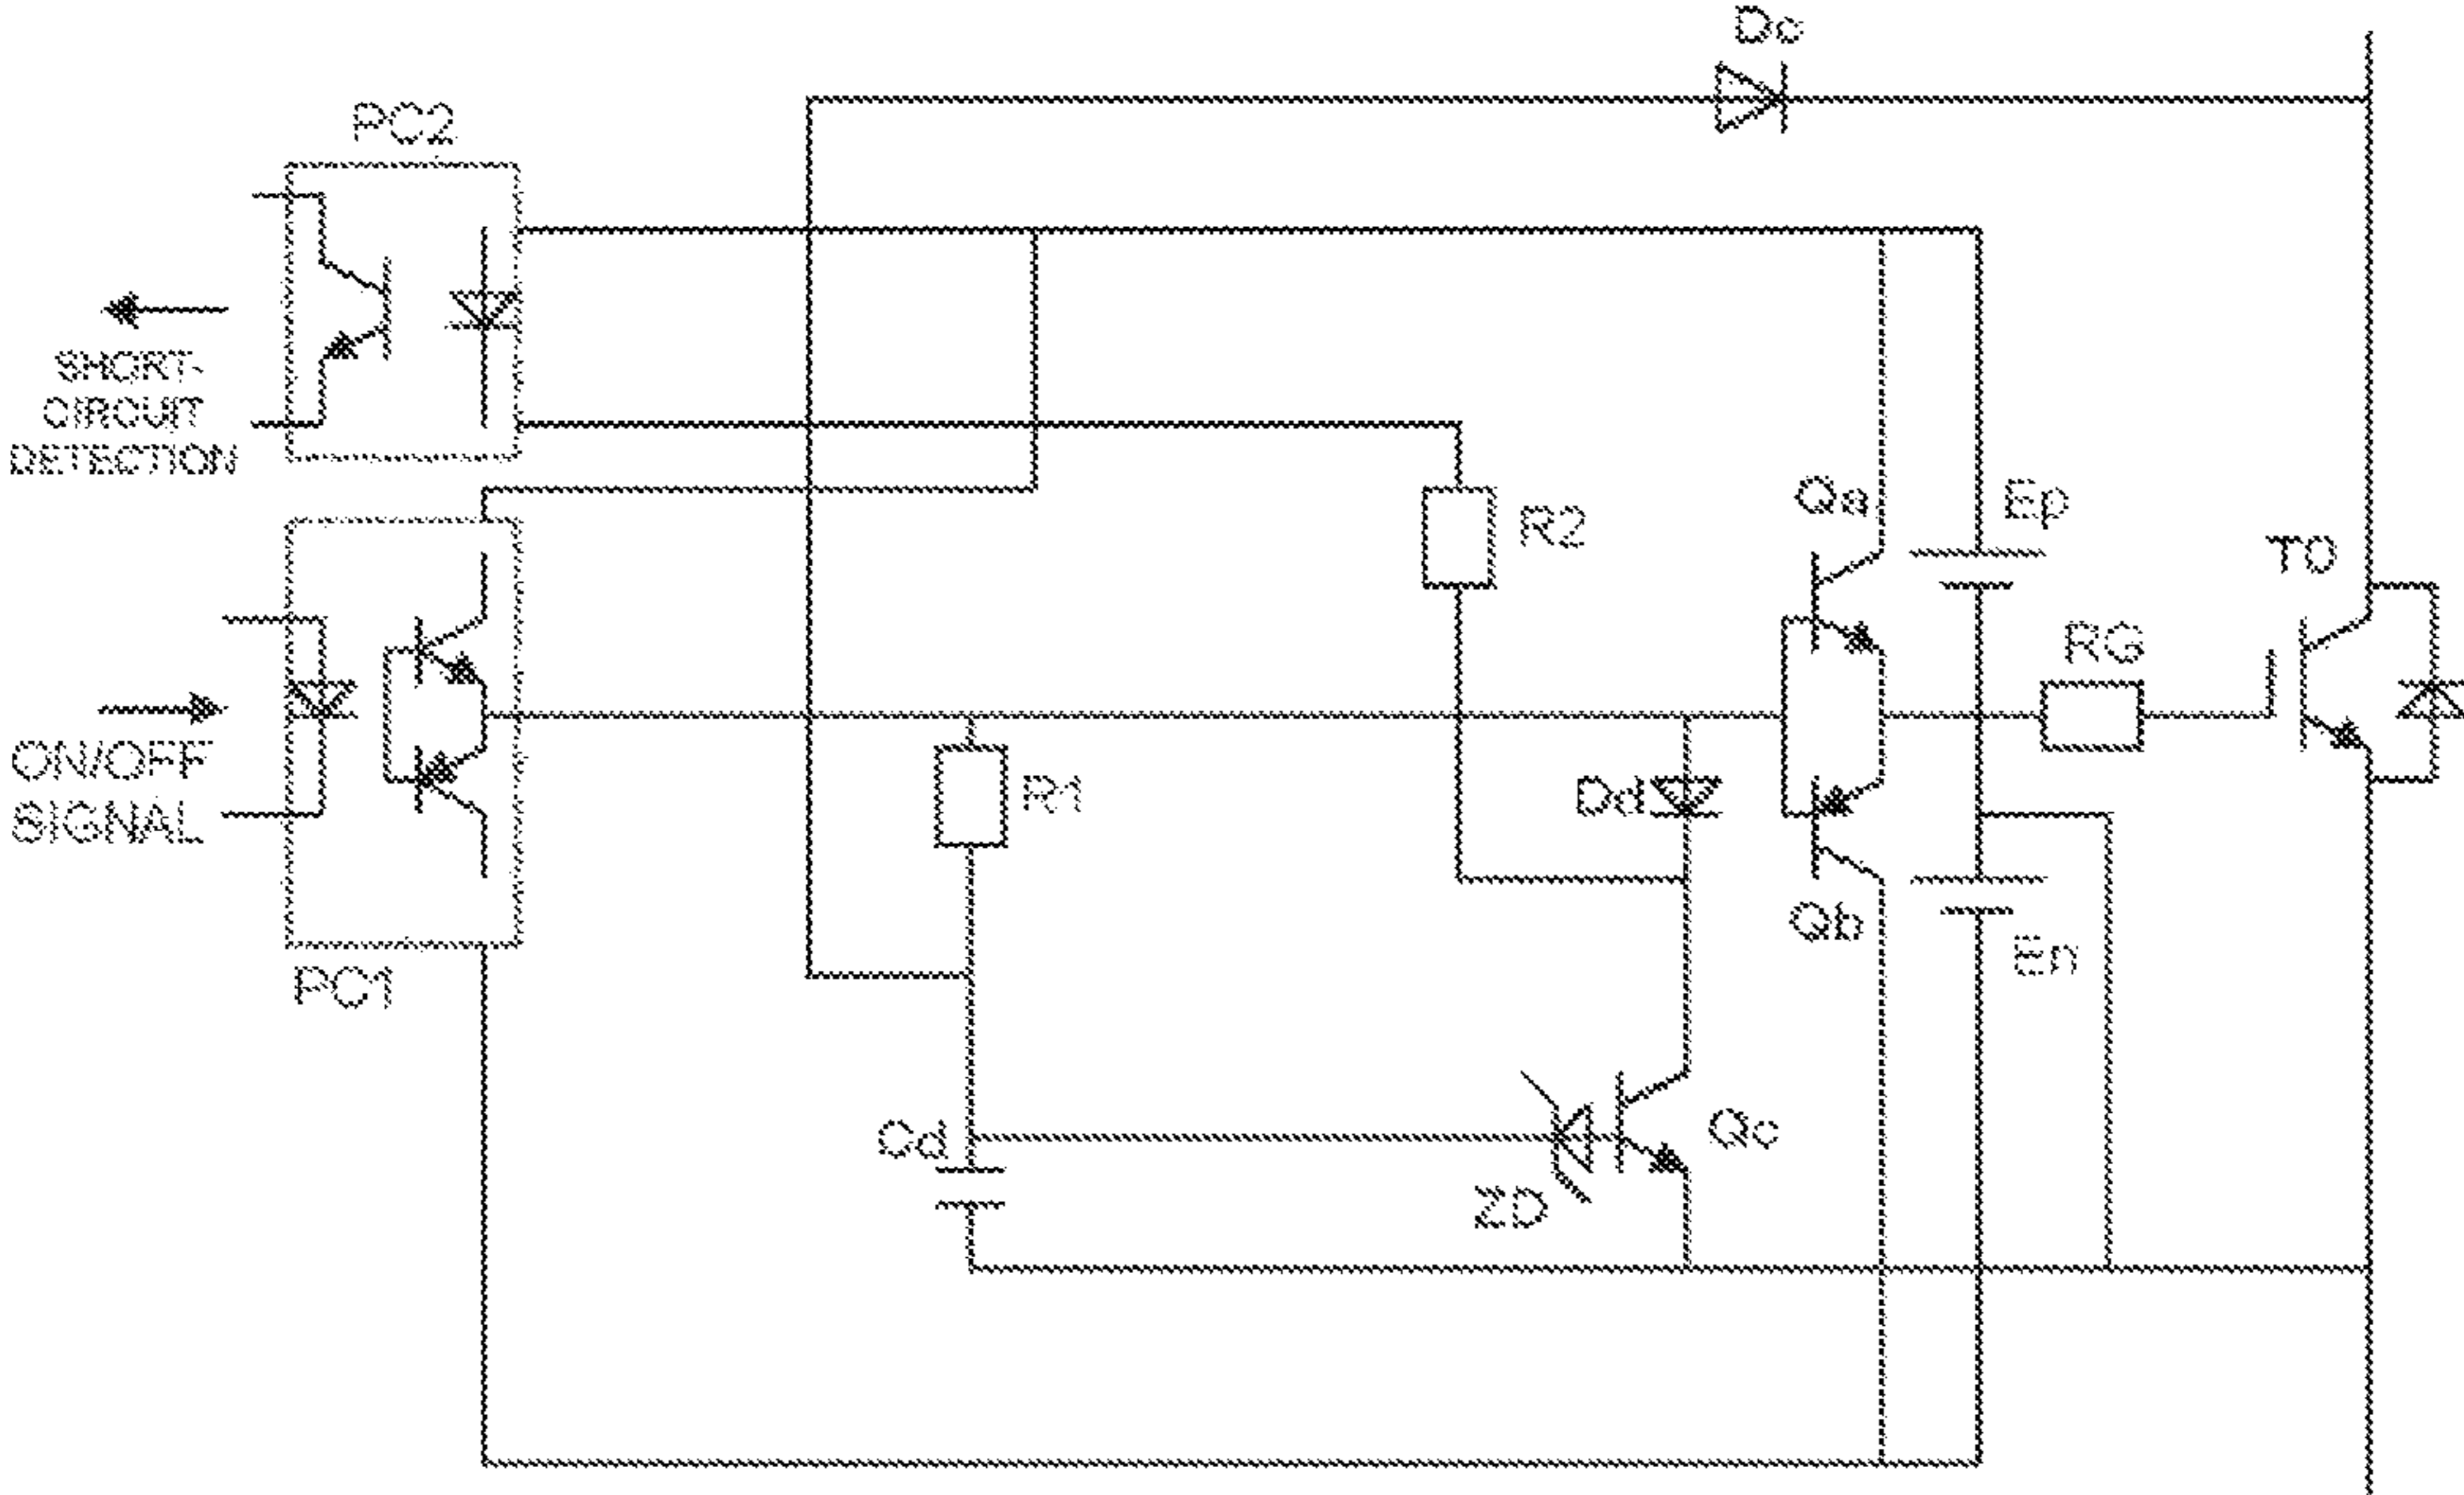 Dc
PC2
SHORT-
CIRCUIT
DETECTION
Qa
Ep
R2
T0
RG
ON/OFF
SIGNAL
R1
Dd
Qb
En
PC1
Cd
Qc
ZD